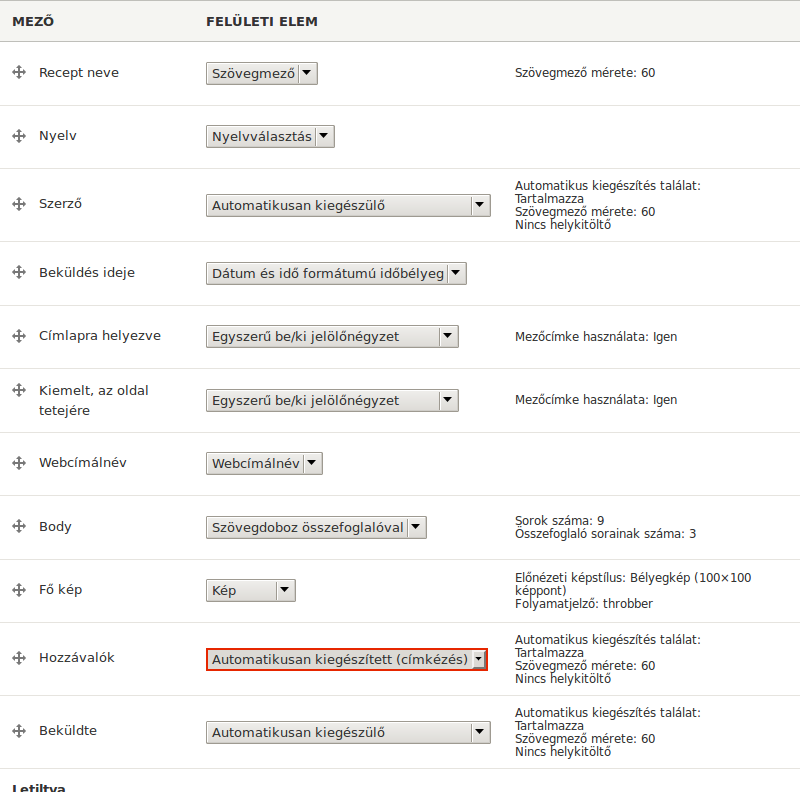 MEZŐ FELÜLETI ELEM
Recept neve Szövegmező Szövegmező mérete: 60
Nyelv Nyelvválasztás
Szerző Automatikusan kiegészülő Automatikus kiegészítés találat:
Tartalmazza
Szövegmező mérete: 60
Nincs helykitöltő
Beküldés ideje Dátum és idő formátumú időbélyeg
Címlapra helyezve Egyszerű be/ki jelölőnégyzet Mezőcímke használata: Igen
Kiemelt, az oldal
tetejére Egyszerű be/ki jelölőnégyzet Mezőcímke használata: Igen
Webcímálnév Webcímálnév
Body Szövegdoboz összefoglalóval Sorok száma: 9
Összefoglaló sorainak száma: 3
Fő kép Kép Előnézeti képstílus: Bélyegkép (100×100
képpont)
Folyamatjelző: throbber
Hozzávalók Automatikusan kiegészített (címkézés) Automatikus kiegészítés találat:
Tartalmazza
Szövegmező mérete: 60
Nincs helykitöltő
Beküldte Automatikusan kiegészülő Automatikus kiegészítés találat:
Tartalmazza
Szövegmező mérete: 60
Nincs helykitöltő
Letiltva